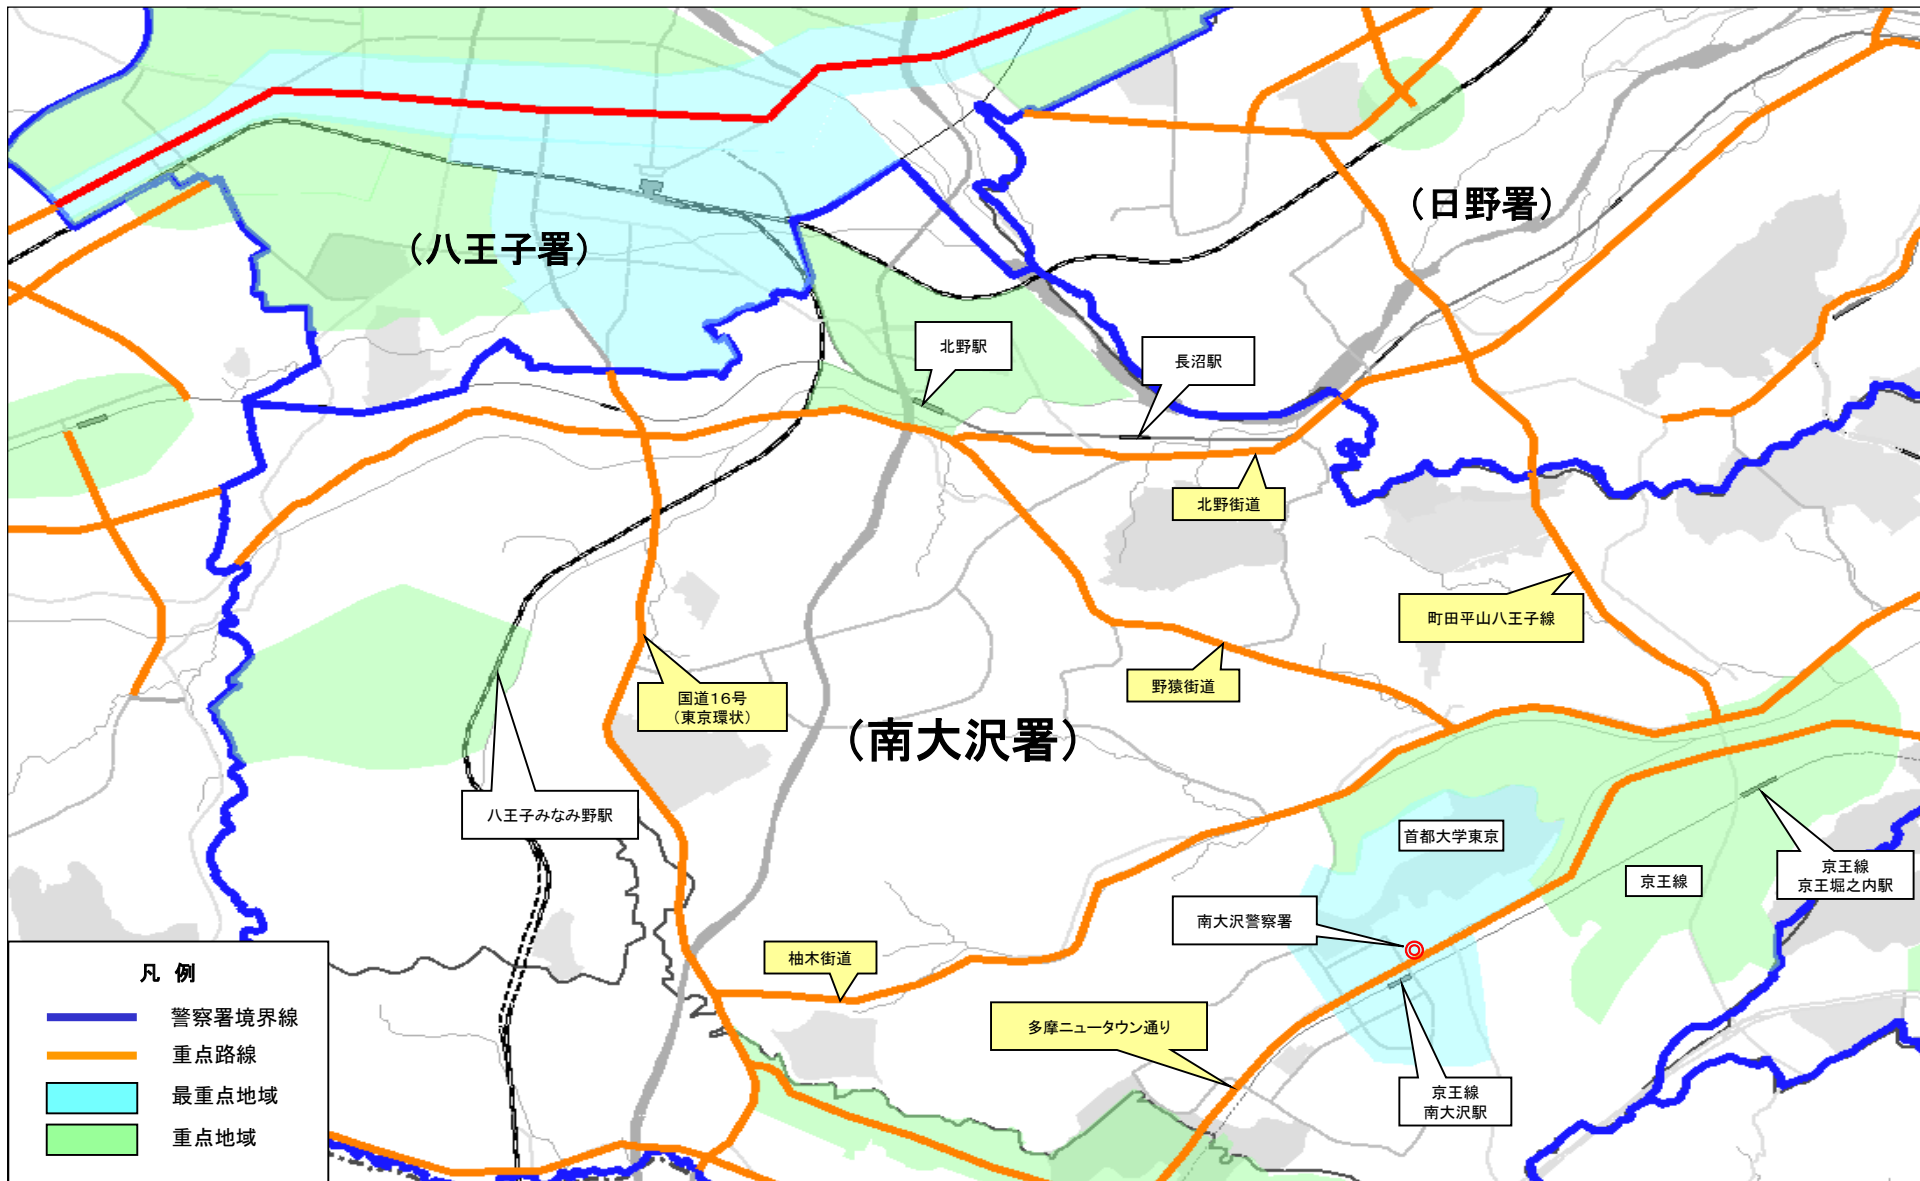 （日野署）
（八王子署）
北野駅
長沼駅
北野街道
町田平山八王子線
野猿街道
国道16号
（東京環状）
（南大沢署）
八王子みなみ野駅
首都大学東京
京王線
京王堀之内駅
京王線
南大沢警察署
柚木街道
多摩ニュータウン通り
京王線
南大沢駅
凡 例
警察署境界線
重点路線
最重点地域
重点地域